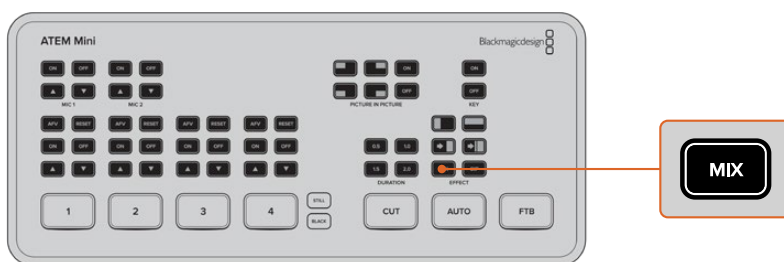 ATEM Mini
Blackmagicdesign
ON OFF ON OFF ON ON
MIC 1 MIC 2 OFF OFF
PICTURE IN PICTURE KEY
AFV RESET AFV RESET AFV RESET AFV RESET
ON OFF ON OFF ON OFF ON OFF 0.5 1.0
1.5 2.0
DURATION EFFECT
MIX
1 2 3 4 STILL CUT AUTO FTB
BLACK